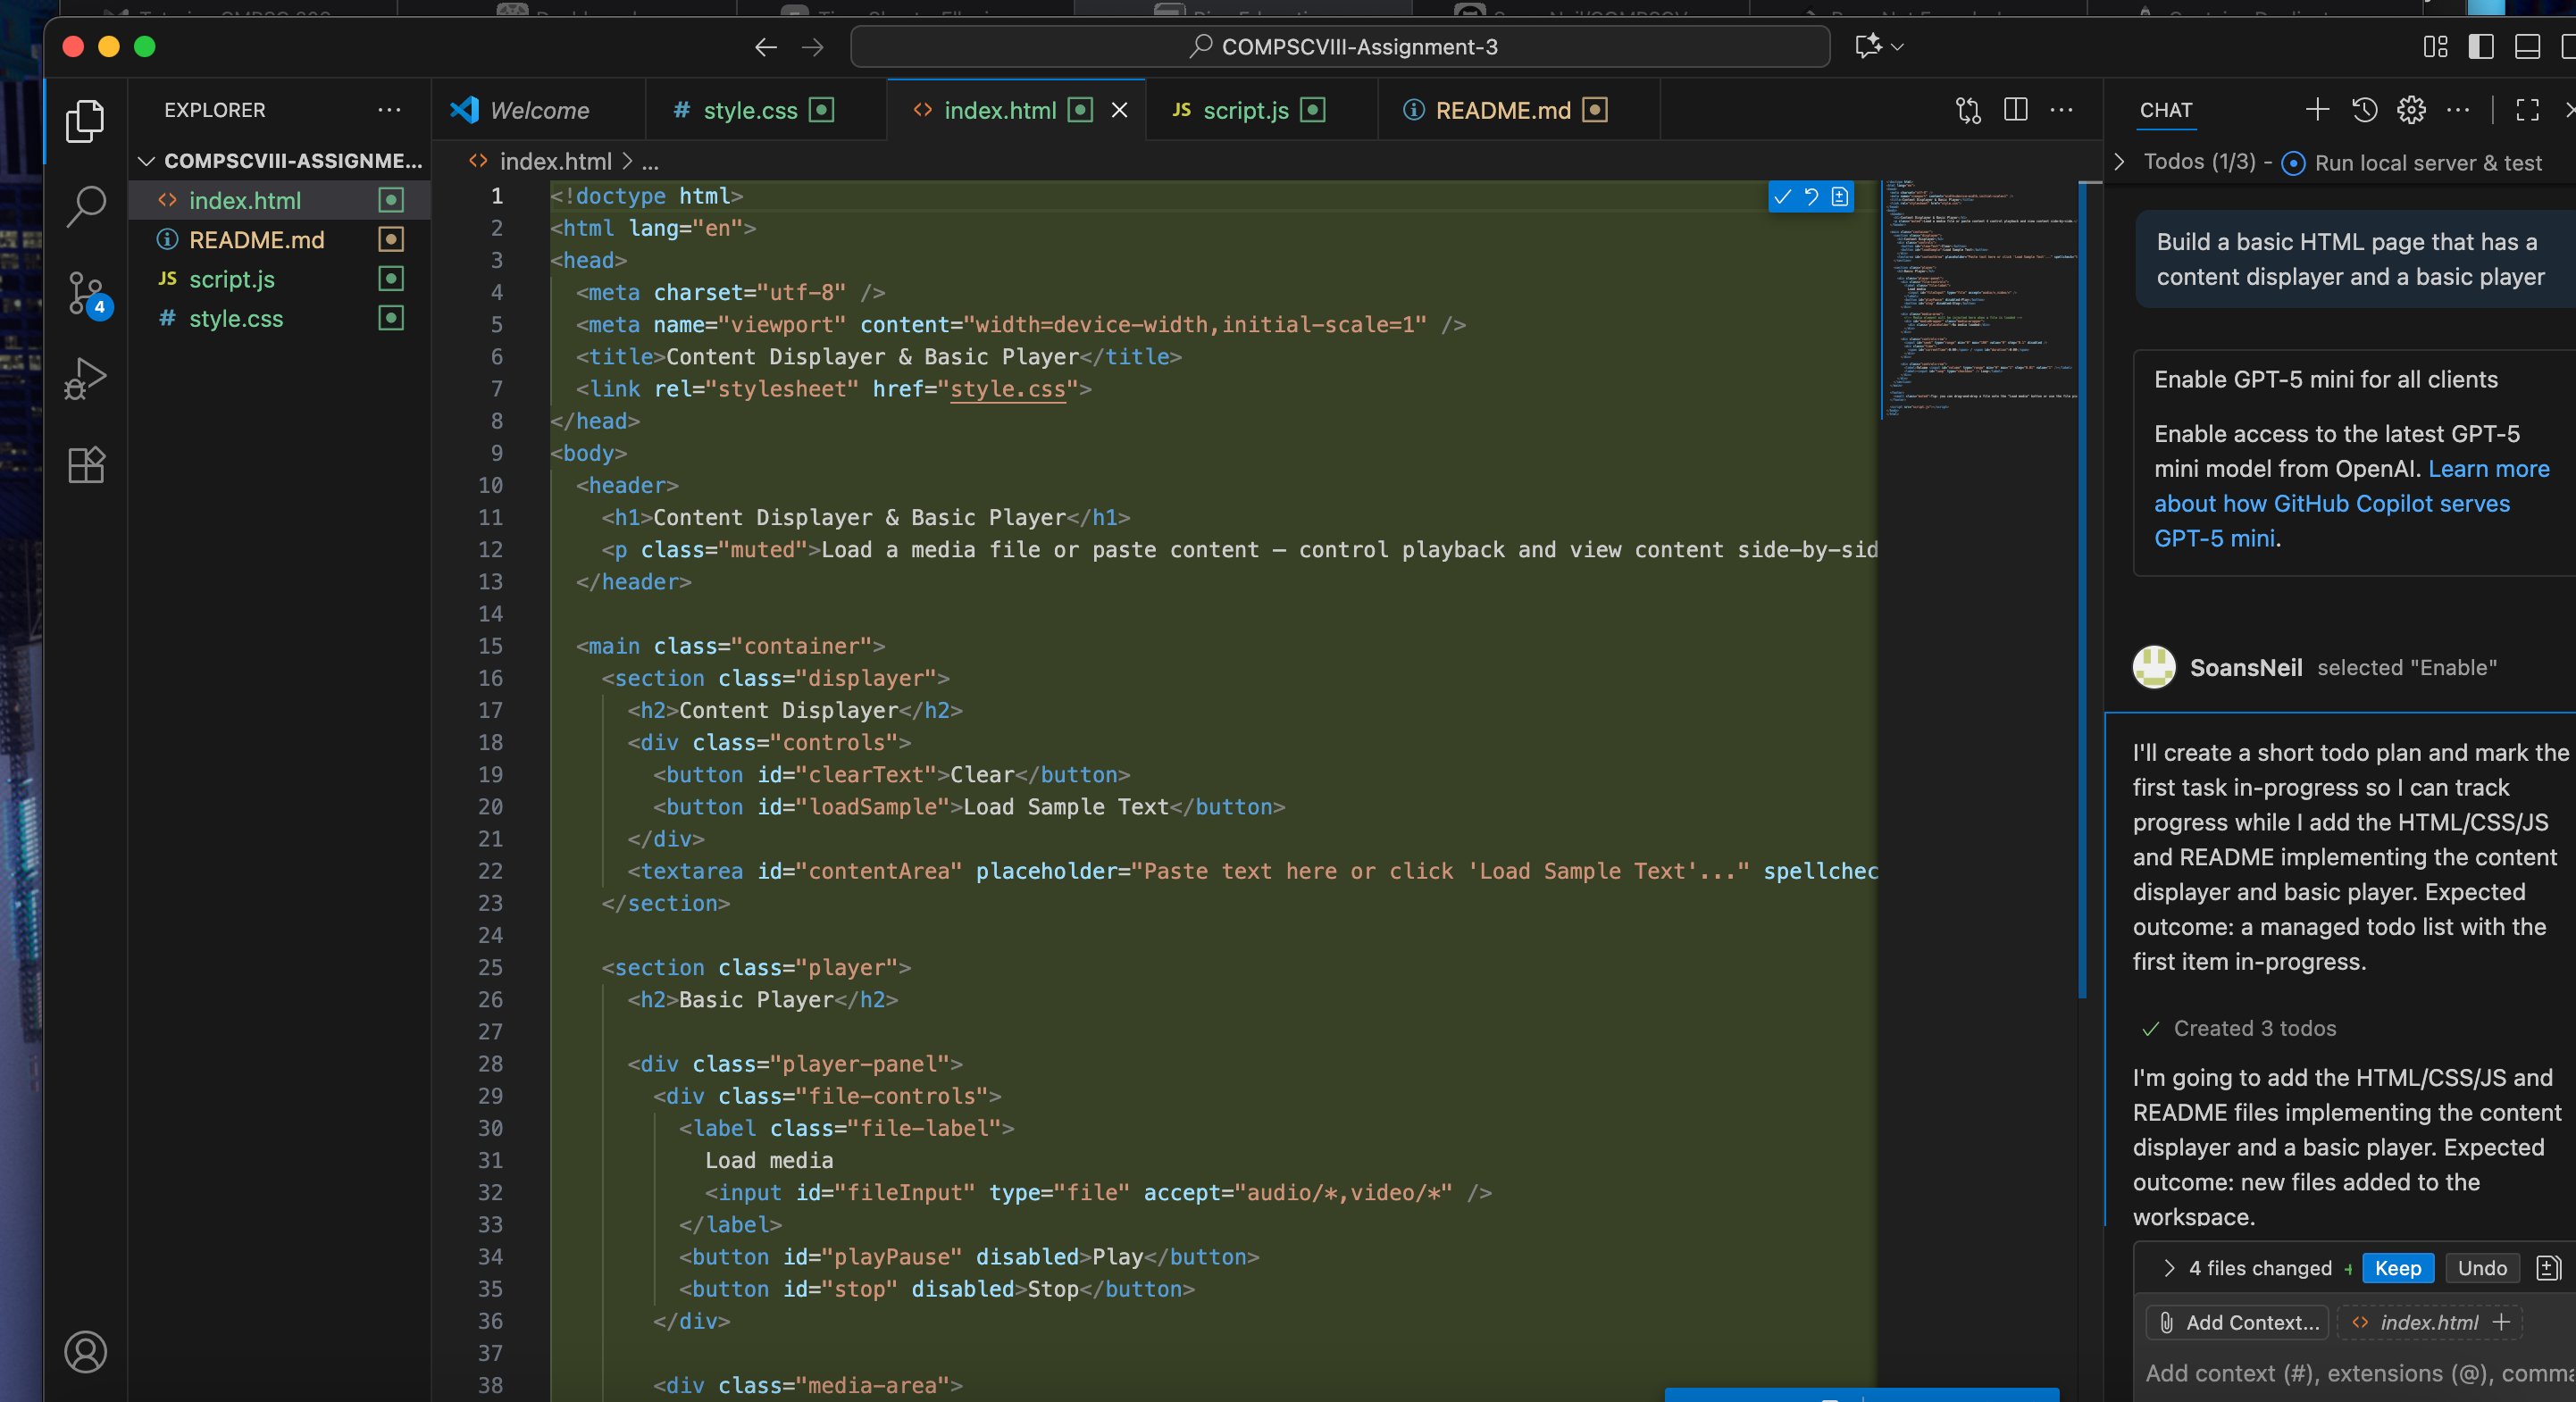 COMPSCVIII-Assignment-3
EXPLORER
COMPSCVIII-ASSIGNME...
index.html
README.md
JS script.js
# style.css
4
Welcome
# style.css
index.html
JS script.js
README.md
index.html > ...
1 <!doctype html>
2 <html lang="en">
3 <head>
4 <meta charset="utf-8" />
5 <meta name="viewport" content="width=device-width,initial-scale=1" />
6 <title>Content Displayer & Basic Player</title>
7 <link rel="stylesheet" href="style.css">
8 </head>
9 <body>
10 <header>
11 <h1>Content Displayer & Basic Player</h1>
12 <p class="muted">Load a media file or paste content — control playback and view content side-by-sid
13 </header>
14
15 <main class="container">
16 <section class="displayer">
17 <h2>Content Displayer</h2>
18 <div class="controls">
19 <button id="clearText">Clear</button>
20 <button id="loadSample">Load Sample Text</button>
21 </div>
22 <textarea id="contentArea" placeholder="Paste text here or click 'Load Sample Text'..." spellchec
23 </section>
24
25 <section class="player">
26 <h2>Basic Player</h2>
27
28 <div class="player-panel">
29 <div class="file-controls">
30 <label class="file-label">
31 Load media
32 <input id="fileInput" type="file" accept="audio/*,video/*" />
33 </label>
34 <button id="playPause" disabled>Play</button>
35 <button id="stop" disabled>Stop</button>
36 </div>
37
38 <div class="media-area">
CHAT
Todos (1/3) - Run local server & test
Build a basic HTML page that has a
content displayer and a basic player
Enable GPT-5 mini for all clients
Enable access to the latest GPT-5
mini model from OpenAI. Learn more
about how GitHub Copilot serves
GPT-5 mini.
SoansNeil selected "Enable"
I'll create a short todo plan and mark the
first task in-progress so I can track
progress while I add the HTML/CSS/JS
and README implementing the content
displayer and basic player. Expected
outcome: a managed todo list with the
first item in-progress.
Created 3 todos
I'm going to add the HTML/CSS/JS and
README files implementing the content
displayer and a basic player. Expected
outcome: new files added to the
workspace.
4 files changed + Keep Undo
Add Context... index.html +
Add context (#), extensions (@), comma